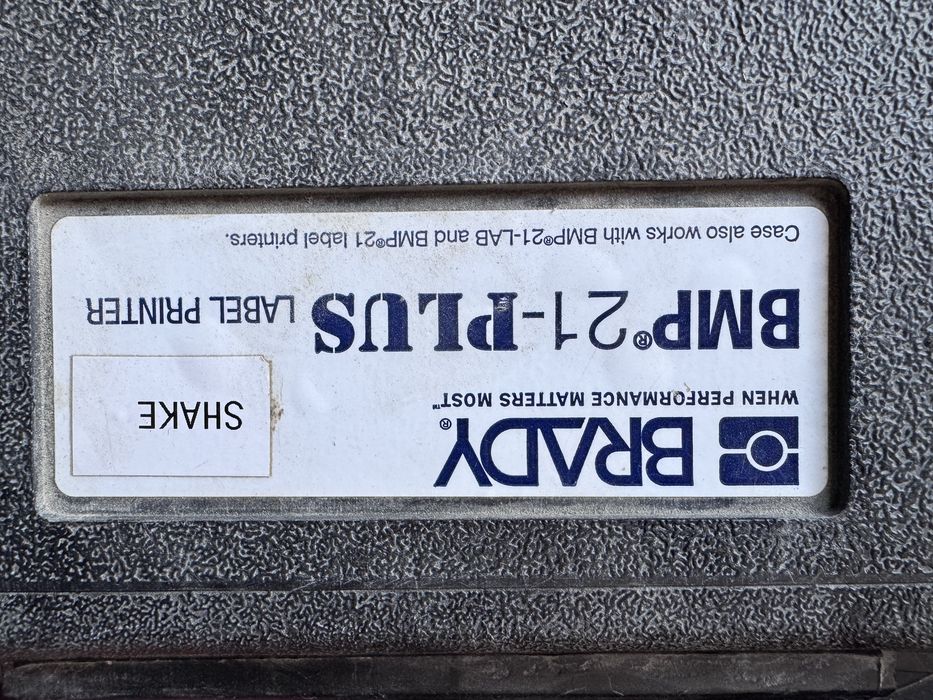 BRADY®
WHEN PERFORMANCE MATTERS MOST™
SHAKE
BMP®21-PLUS LABEL PRINTER
Case also works with BMP®21-LAB and BMP®21 label printers.